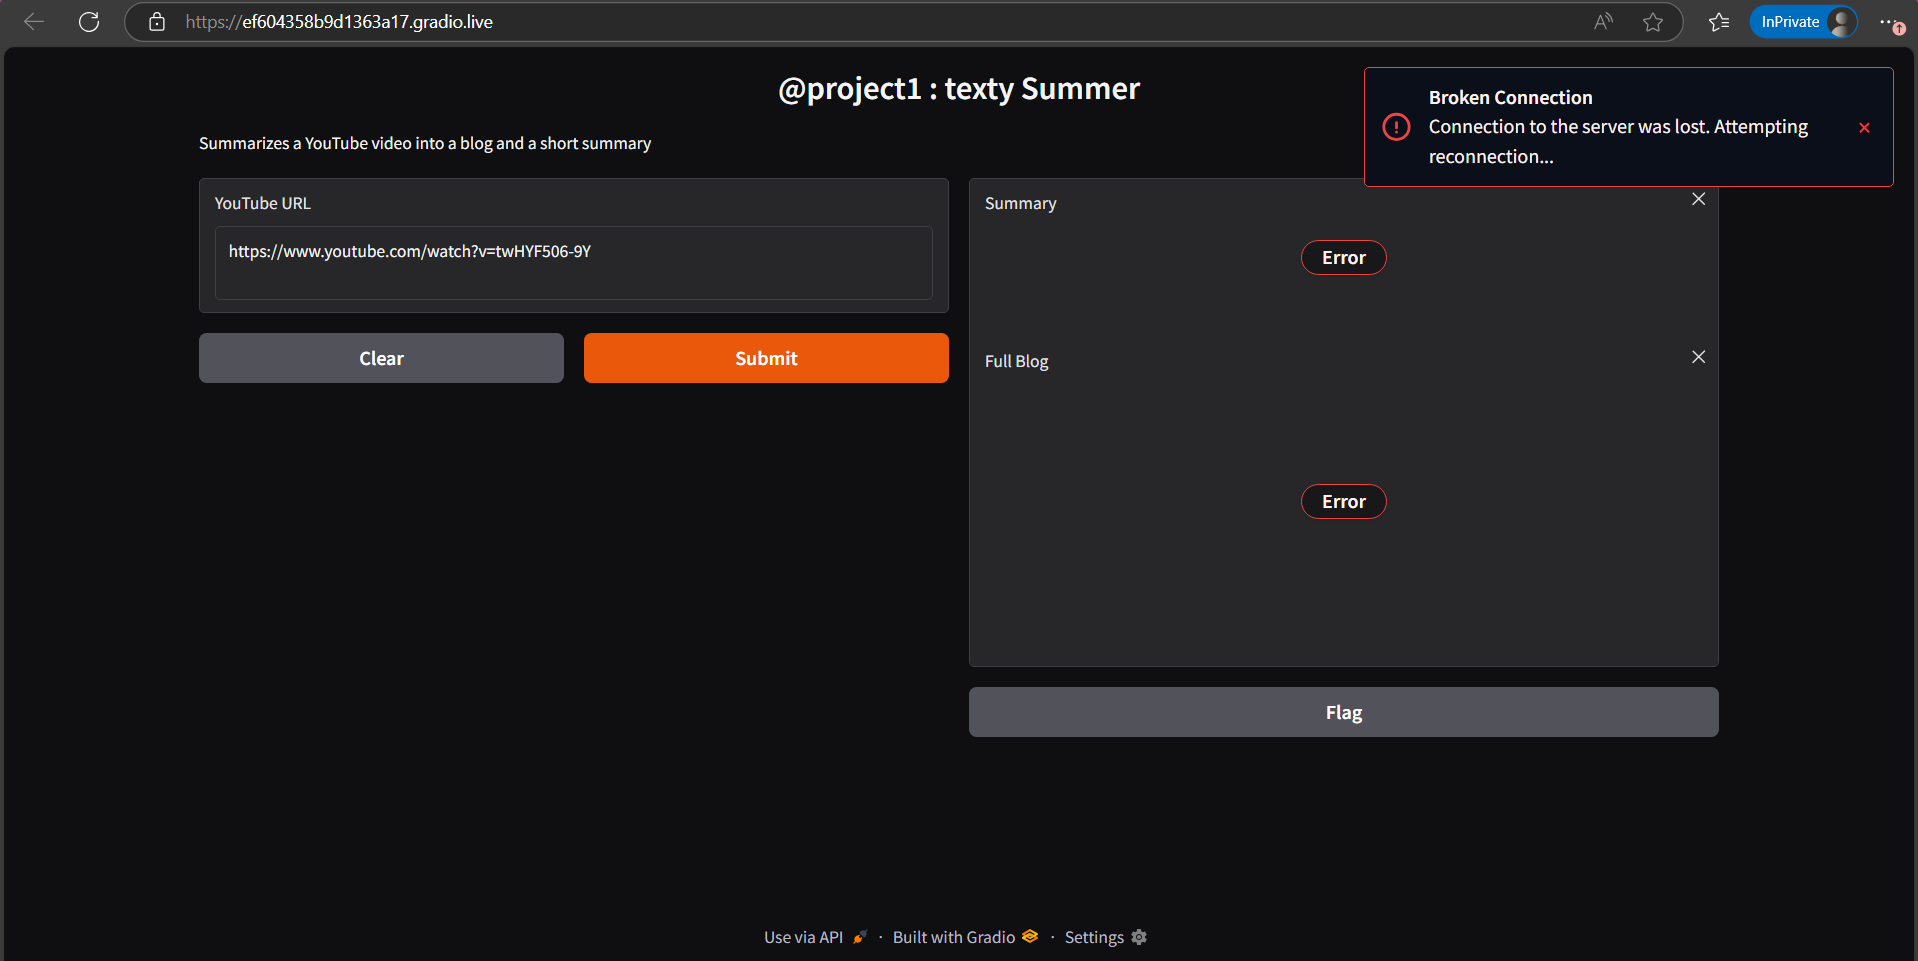 https://ef604358b9d1363a17.gradio.live
InPrivate
@project1 : texty Summer
Broken Connection
Connection to the server was lost. Attempting
reconnection...
Summarizes a YouTube video into a blog and a short summary
YouTube URL
https://www.youtube.com/watch?v=twHYF506-9Y
Clear
Submit
Summary
Error
Full Blog
Error
Flag
Use via API · Built with Gradio · Settings